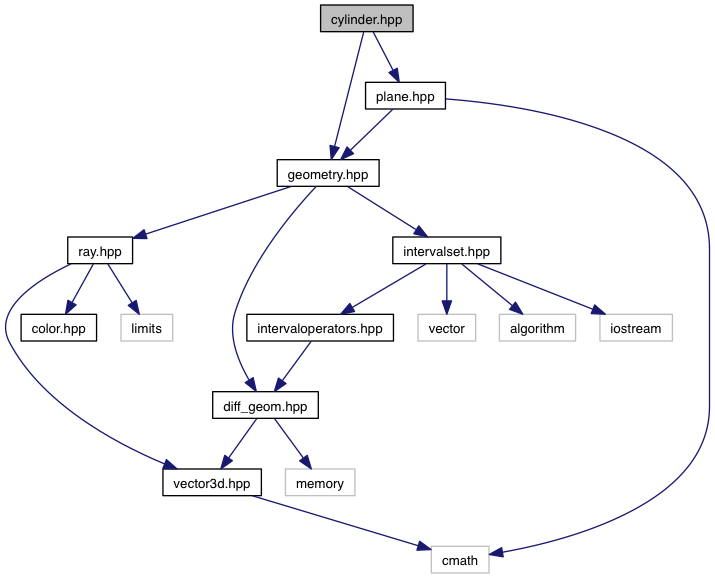 cylinder.hpp
plane.hpp
geometry.hpp
ray.hpp
intervalset.hpp
color.hpp
limits
intervaloperators.hpp
vector
algorithm
iostream
diff_geom.hpp
vector3d.hpp
memory
cmath